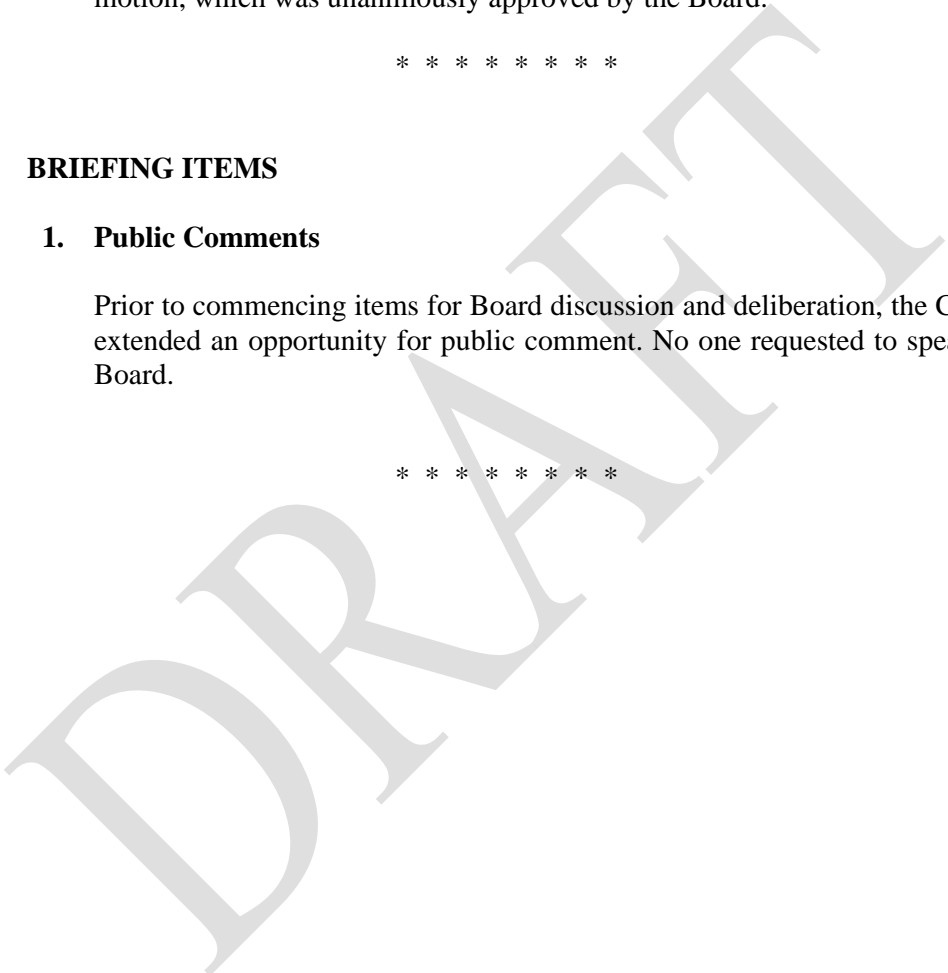 motion, which was unanimously approved by the Board.
* * * * * * * *
BRIEFING ITEMS
1. Public Comments
Prior to commencing items for Board discussion and deliberation, the
extended an opportunity for public comment. No one requested to
Board.
* * * * * * * *
DRAFT